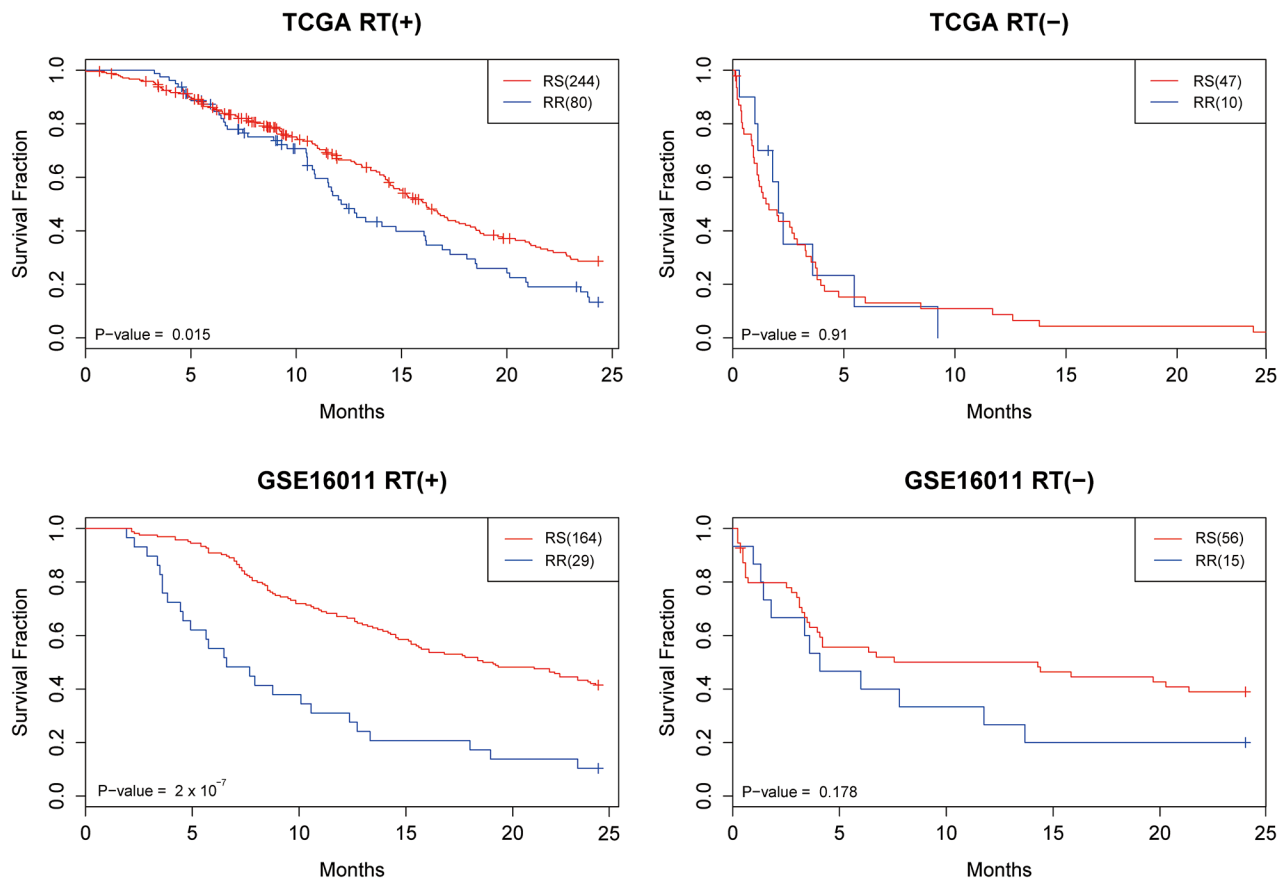 TCGA RT(+)
Survival Fraction
1.0
0.8
0.6
0.4
0.2
0.0
RS(244)
RR(80)
P−value = 0.015
0 5 10 15 20 25
Months
TCGA RT(−)
Survival Fraction
1.0
0.8
0.6
0.4
0.2
0.0
RS(47)
RR(10)
P−value = 0.91
0 5 10 15 20 25
Months
GSE16011 RT(+)
Survival Fraction
1.0
0.8
0.6
0.4
0.2
0.0
RS(164)
RR(29)
P−value = 2 x 10⁻⁷
0 5 10 15 20 25
Months
GSE16011 RT(−)
Survival Fraction
1.0
0.8
0.6
0.4
0.2
0.0
RS(56)
RR(15)
P−value = 0.178
0 5 10 15 20 25
Months